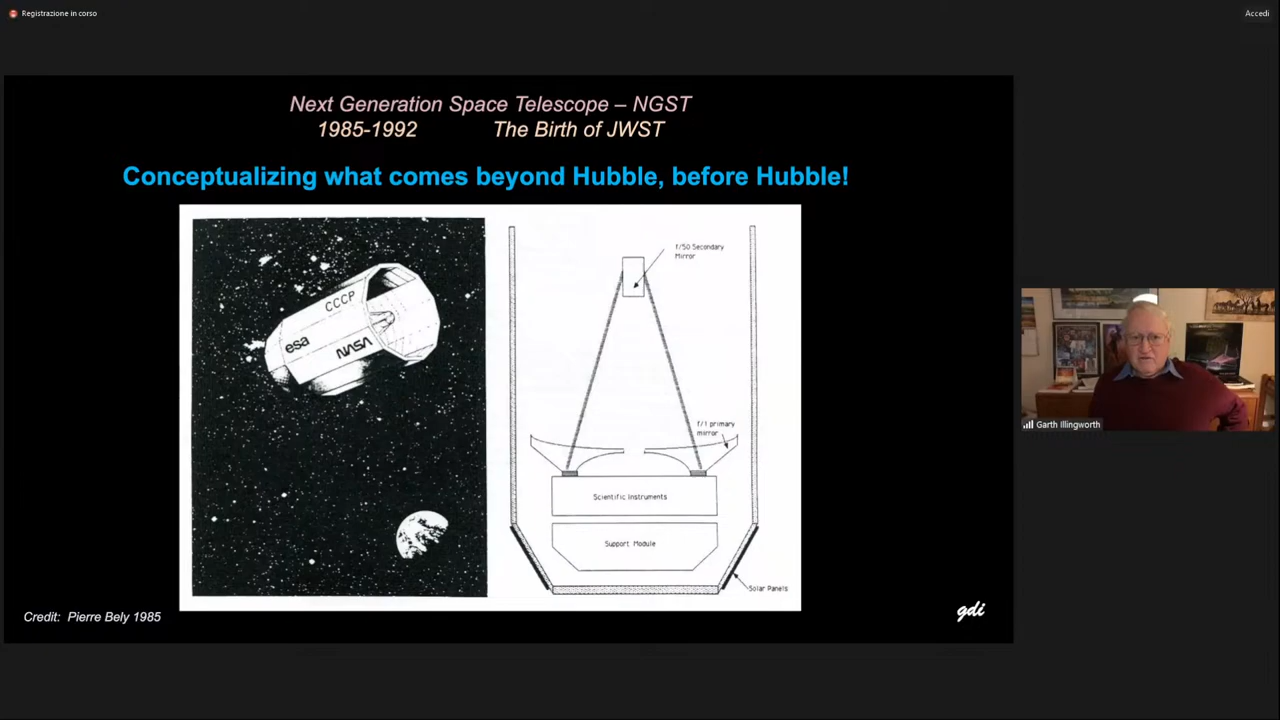 Registrazione in corso
Accedi
Next Generation Space Telescope – NGST
1985-1992 The Birth of JWST
Conceptualizing what comes beyond Hubble, before Hubble!
CCCP
esa
NASA
f/50 Secondary
Mirror
f/1 primary
mirror
Scientific Instruments
Support Module
Solar Panels
Credit: Pierre Bely 1985
gdi
Garth Illingworth